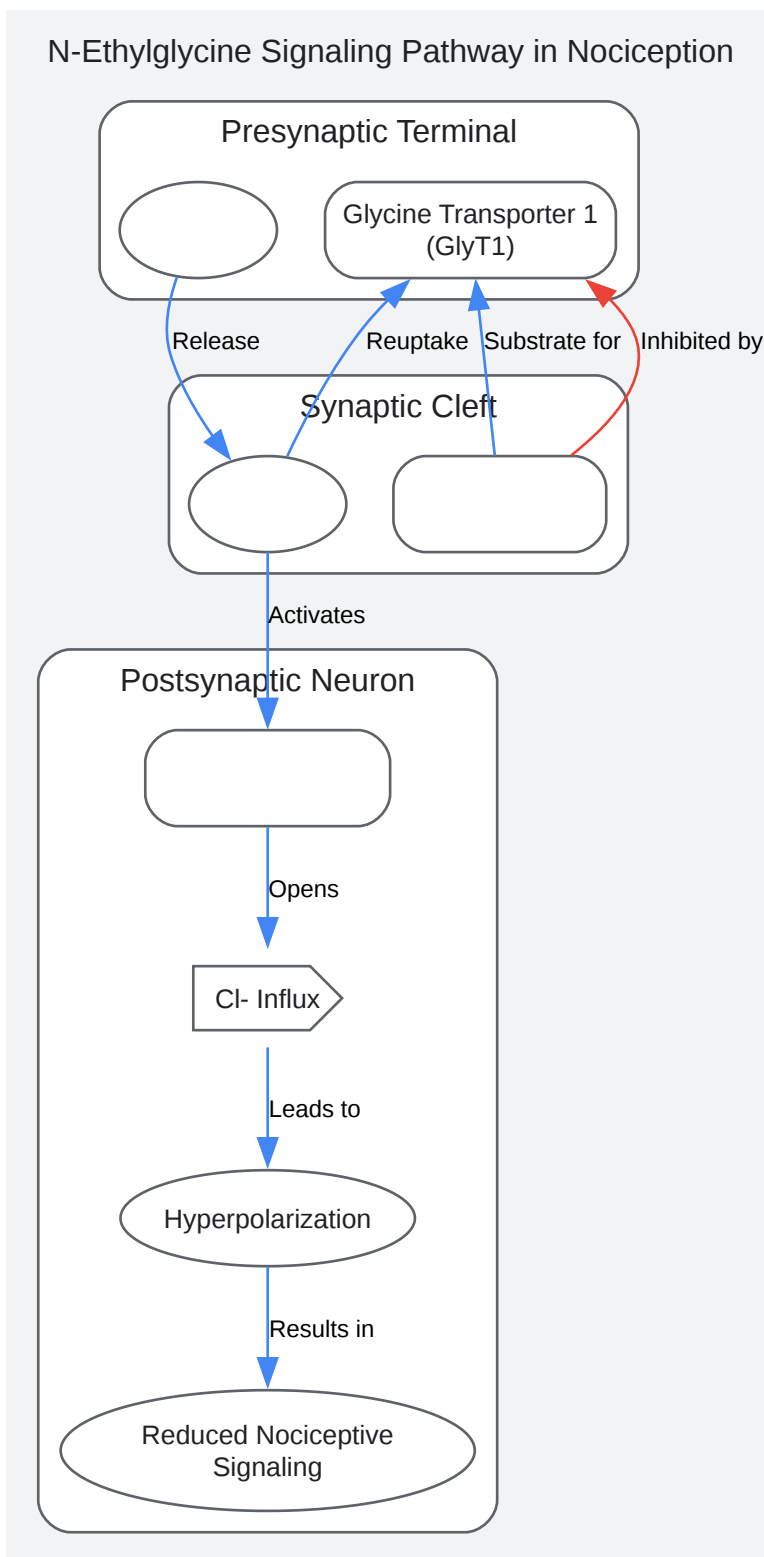 N-Ethylglycine Signaling Pathway in Nociception
Presynaptic Terminal
Glycine Transporter 1
(GlyT1)
Release
Reuptake
Substrate for
Inhibited by
Synaptic Cleft
Activates
Postsynaptic Neuron
Opens
Cl- Influx
Leads to
Hyperpolarization
Results in
Reduced Nociceptive
Signaling